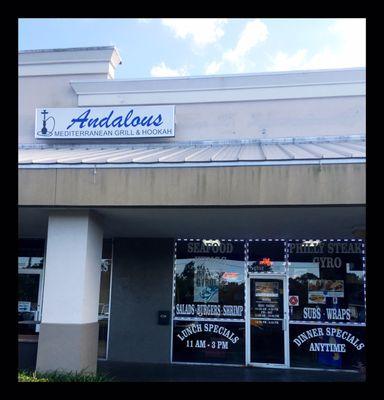 Andalous
MEDITERRANEAN GRILL & HOOKAH
SEAFOOD
PHILLY STEAK
GYRO
SALADS·BURGERS·SHRIMP
SUBS · WRAPS
LUNCH SPECIALS
11 AM - 3 PM
DINNER SPECIALS
ANYTIME